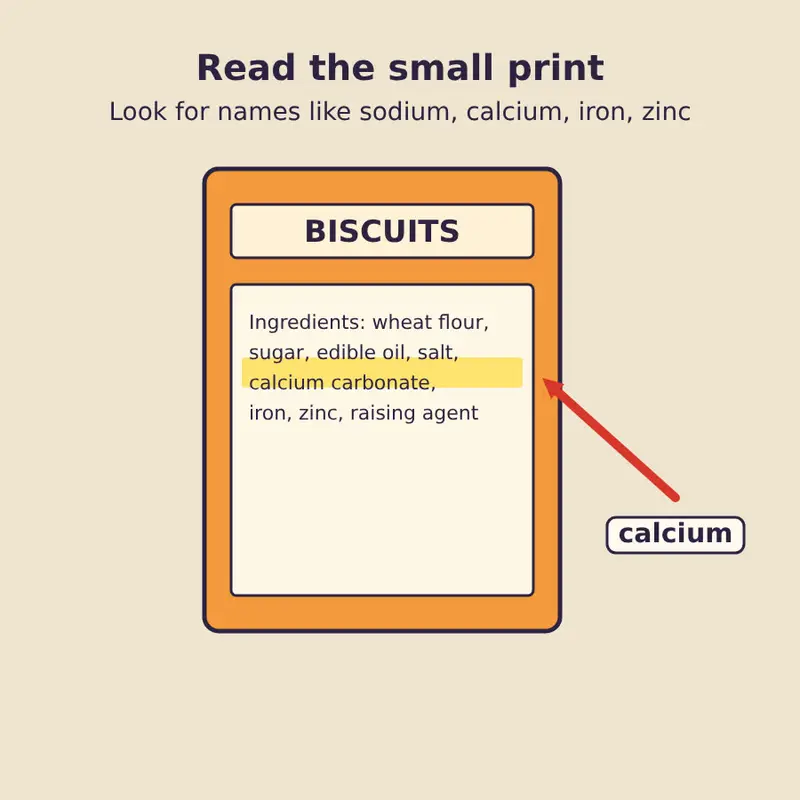 Read the small print
Look for names like sodium, calcium, iron, zinc
BISCUITS
Ingredients: wheat flour,
sugar, edible oil, salt,
calcium carbonate,
iron, zinc, raising agent
calcium